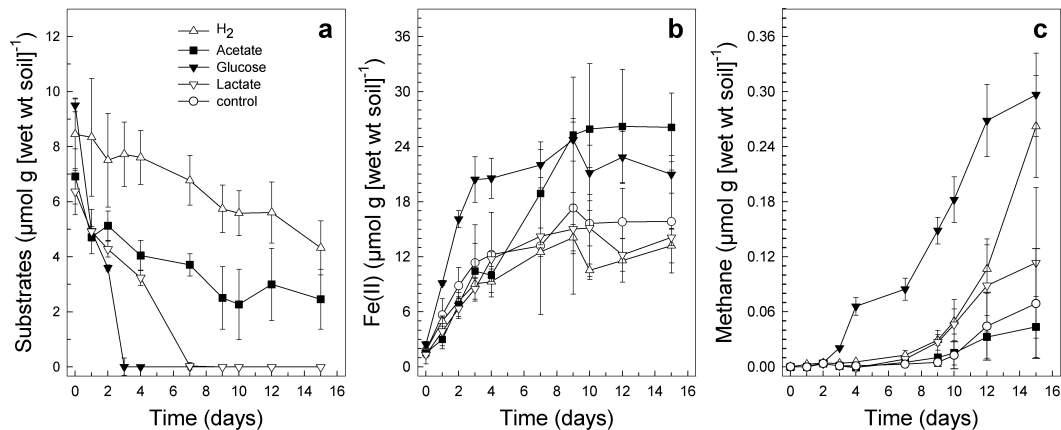 a
H2
Acetate
Glucose
Lactate
control
Substrates (μmol g [wet wt soil]-1)
12
10
8
6
4
2
0
0 2 4 6 8 10 12 14 16
Time (days)
b
Fe(II) (μmol g [wet wt soil]-1)
36
30
24
18
12
6
0
0 2 4 6 8 10 12 14 16
Time (days)
c
Methane (μmol g [wet wt soil]-1)
0.36
0.30
0.24
0.18
0.12
0.06
0.00
0 2 4 6 8 10 12 14 16
Time (days)